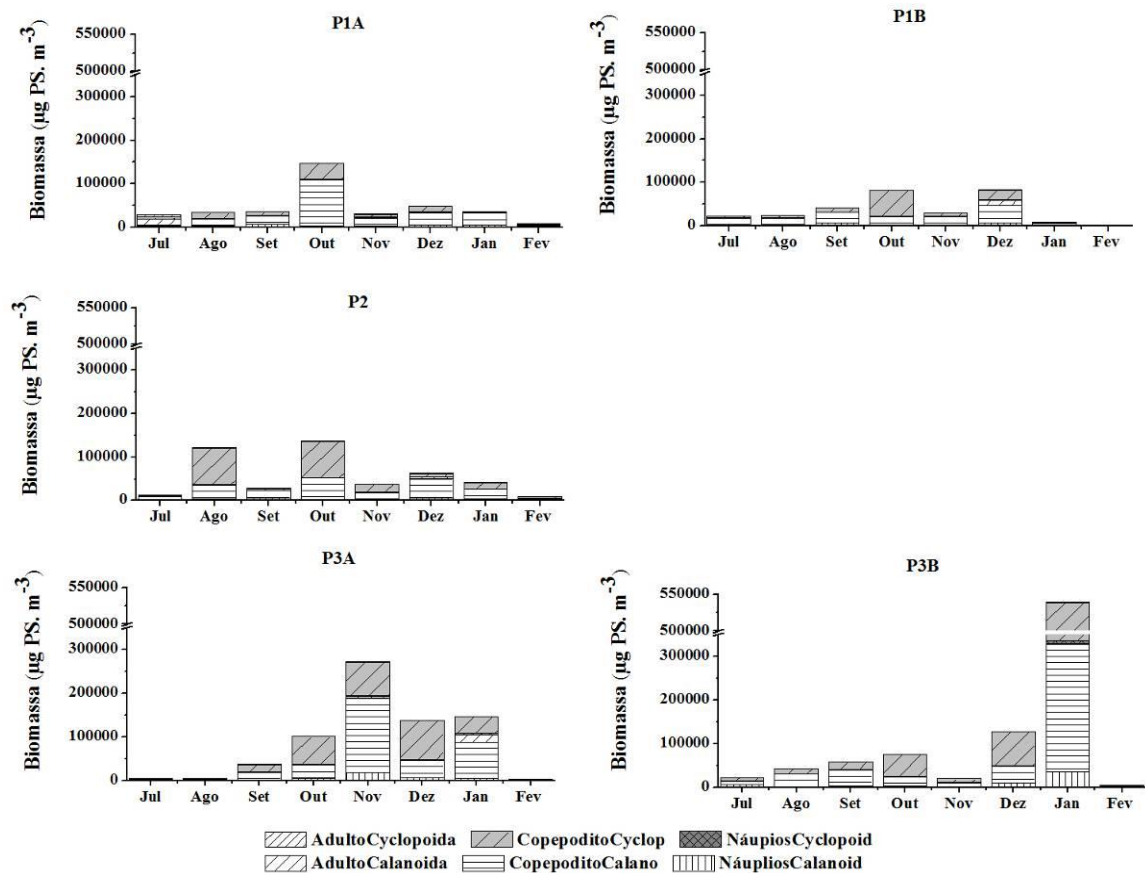 P1A
550000
500000
300000
200000
100000
0
Biomassa (µg PS. m-3)
Jul Ago Set Out Nov Dez Jan Fev
P1B
550000
500000
300000
200000
100000
0
Biomassa (µg PS. m-3)
Jul Ago Set Out Nov Dez Jan Fev
P2
550000
500000
300000
200000
100000
0
Biomassa (µg PS. m-3)
Jul Ago Set Out Nov Dez Jan Fev
P3A
550000
500000
300000
200000
100000
0
Biomassa (µg PS. m-3)
Jul Ago Set Out Nov Dez Jan Fev
P3B
550000
500000
300000
200000
100000
0
Biomassa (µg PS. m-3)
Jul Ago Set Out Nov Dez Jan Fev
AdultoCyclopoida CopepoditoCyclop NáupiosCyclopoid
AdultoCalanoida CopepoditoCalano NáupliosCalanoid